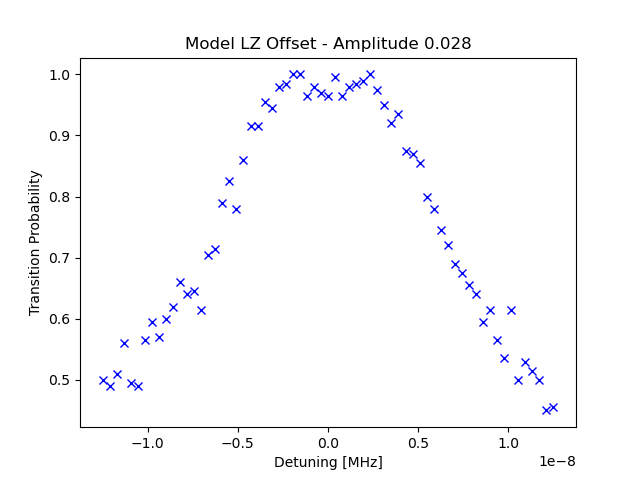 Model LZ Offset - Amplitude 0.028
Transition Probability
1.0
0.9
0.8
0.7
0.6
0.5
−1.0 −0.5 0.0 0.5 1.0
1e−8
Detuning [MHz]